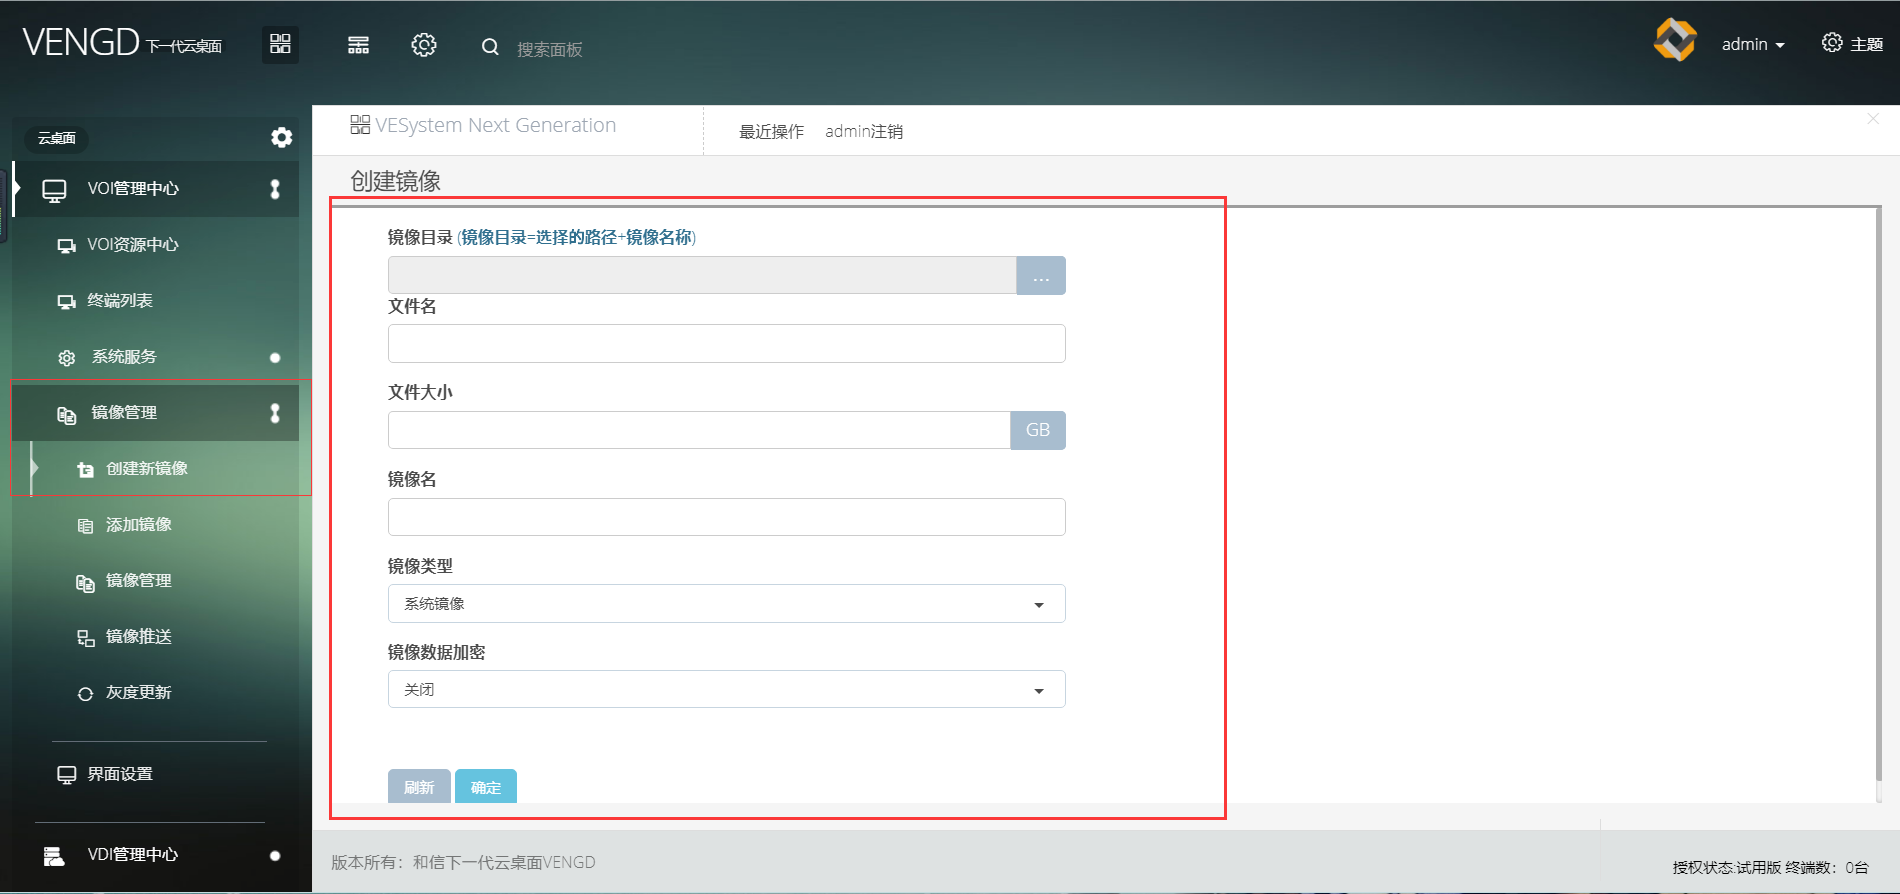 VENGD 下一代云桌面
搜索面板
admin
主题
云桌面
VOI管理中心
VOI资源中心
终端列表
系统服务
镜像管理
创建新镜像
添加镜像
镜像管理
镜像推送
灰度更新
界面设置
VDI管理中心
VESystem Next Generation
最近操作 admin注销
创建镜像
镜像目录 (镜像目录=选择的路径+镜像名称)
...
文件名
文件大小
GB
镜像名
镜像类型
系统镜像
镜像数据加密
关闭
刷新 确定
版本所有：和信下一代云桌面VENGD
授权状态:试用版 终端数：0台